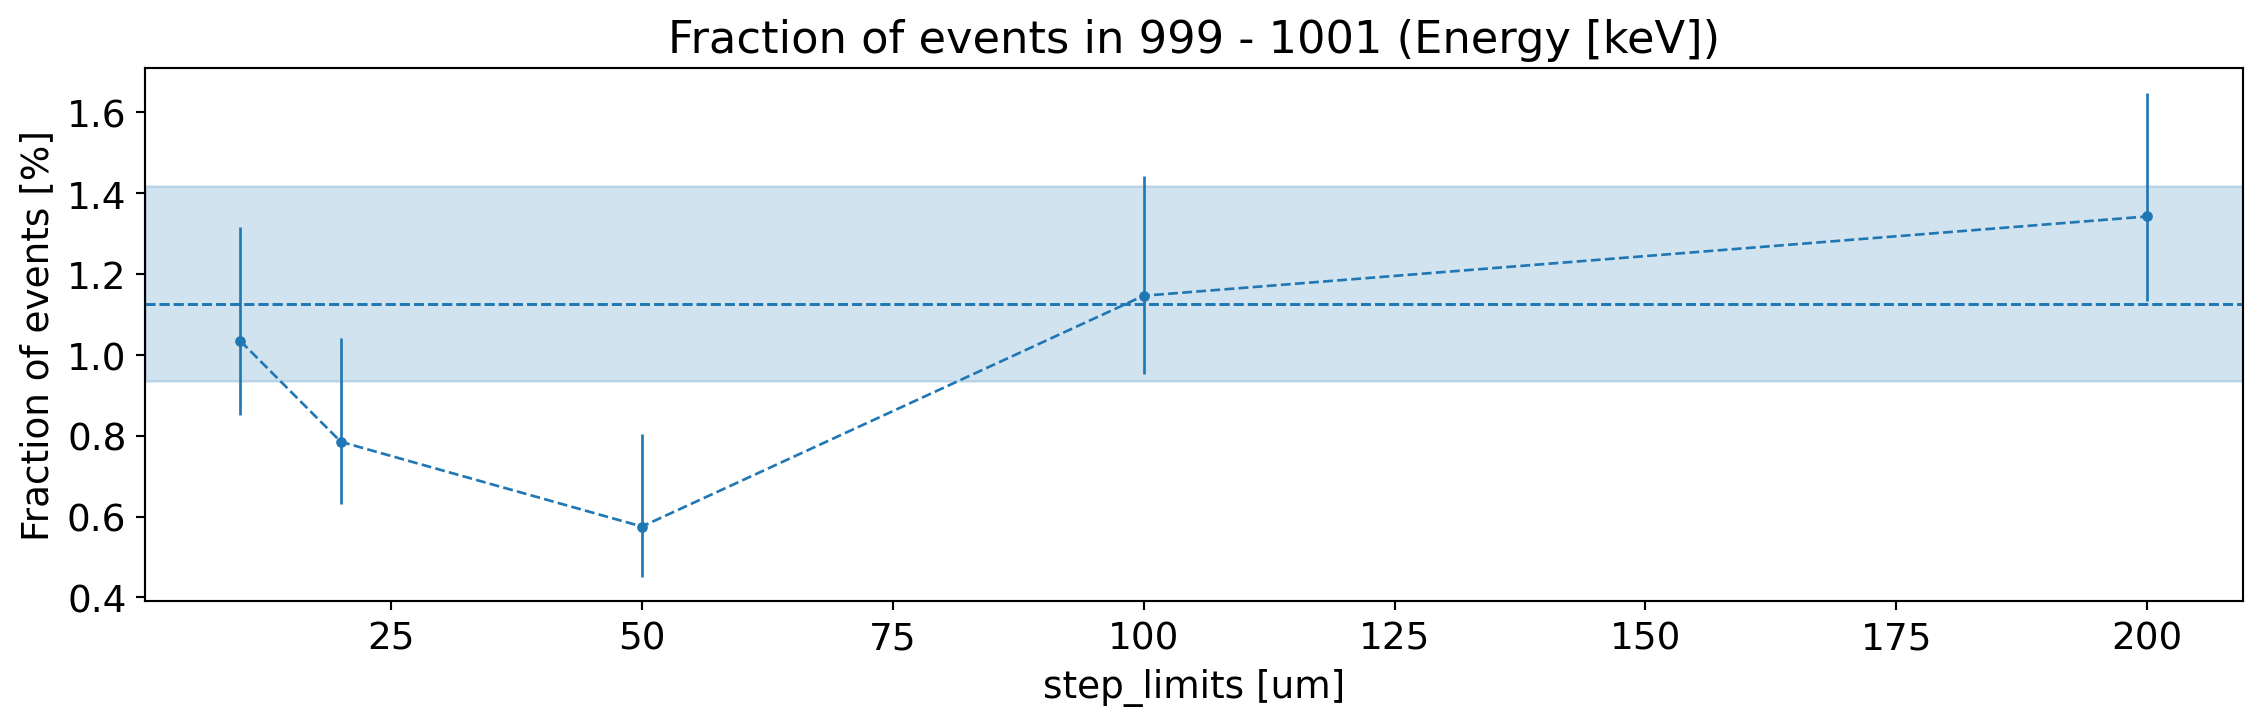 Fraction of events in 999 - 1001 (Energy [keV])
Fraction of events [%]
1.6
1.4
1.2
1.0
0.8
0.6
0.4
25 50 75 100 125 150 175 200
step_limits [um]